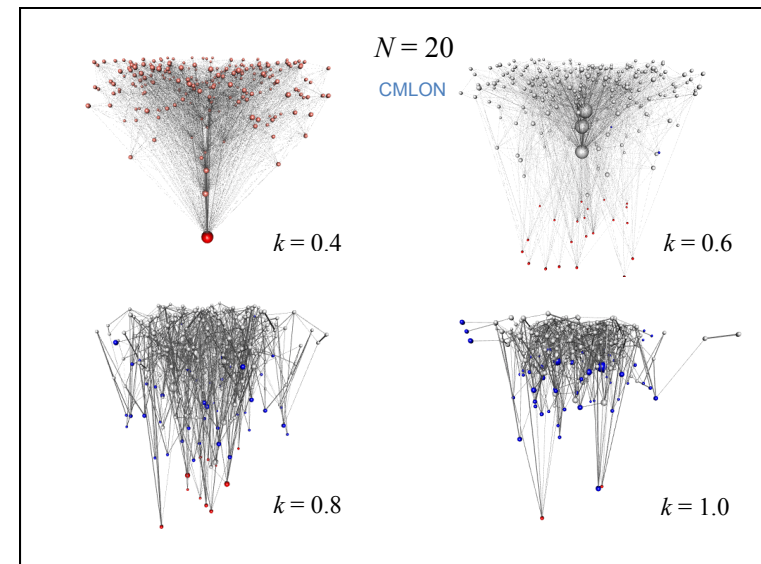 N = 20
CMLON
k = 0.4
k = 0.6
k = 0.8
k = 1.0